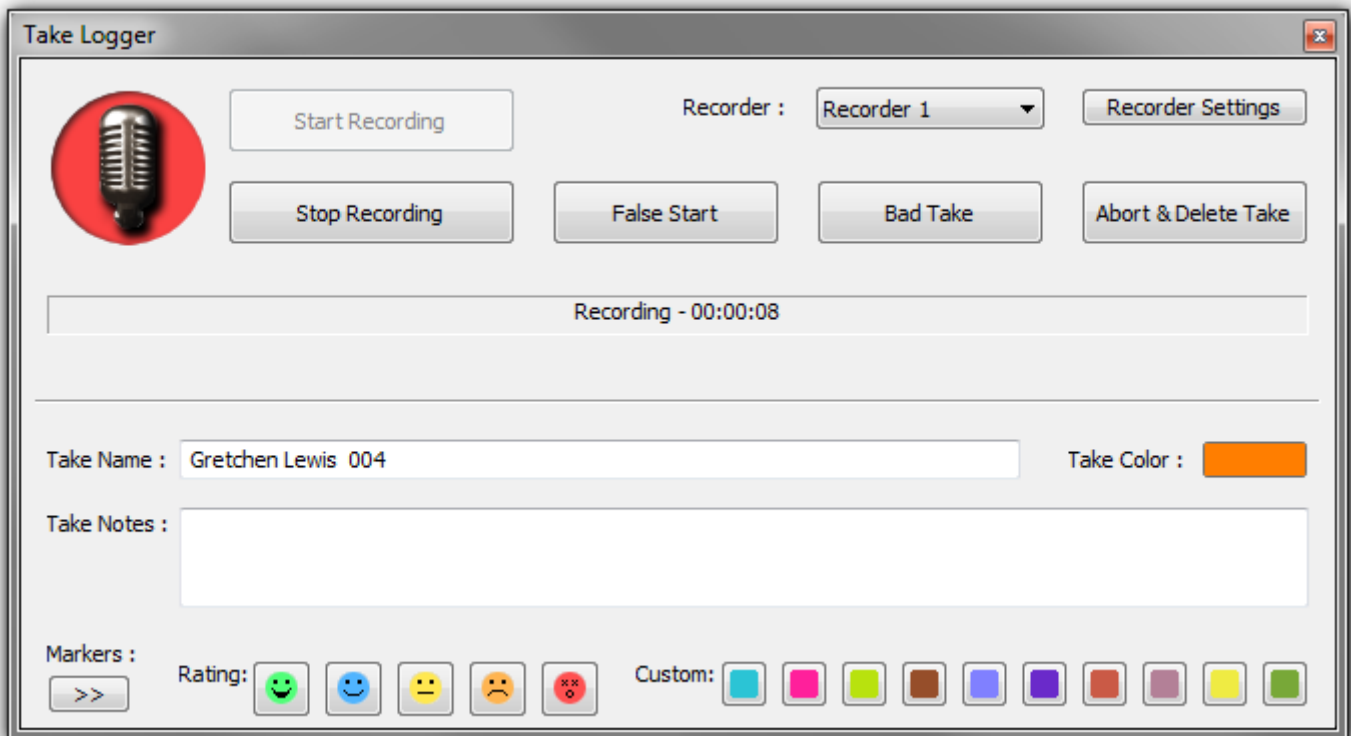 Take Logger
Start Recording
Recorder : Recorder 1 Recorder Settings
Stop Recording False Start Bad Take Abort & Delete Take
Recording - 00:00:08
Take Name : Gretchen Lewis  004 Take Color :
Take Notes :
Markers :
>>
Rating: Custom: